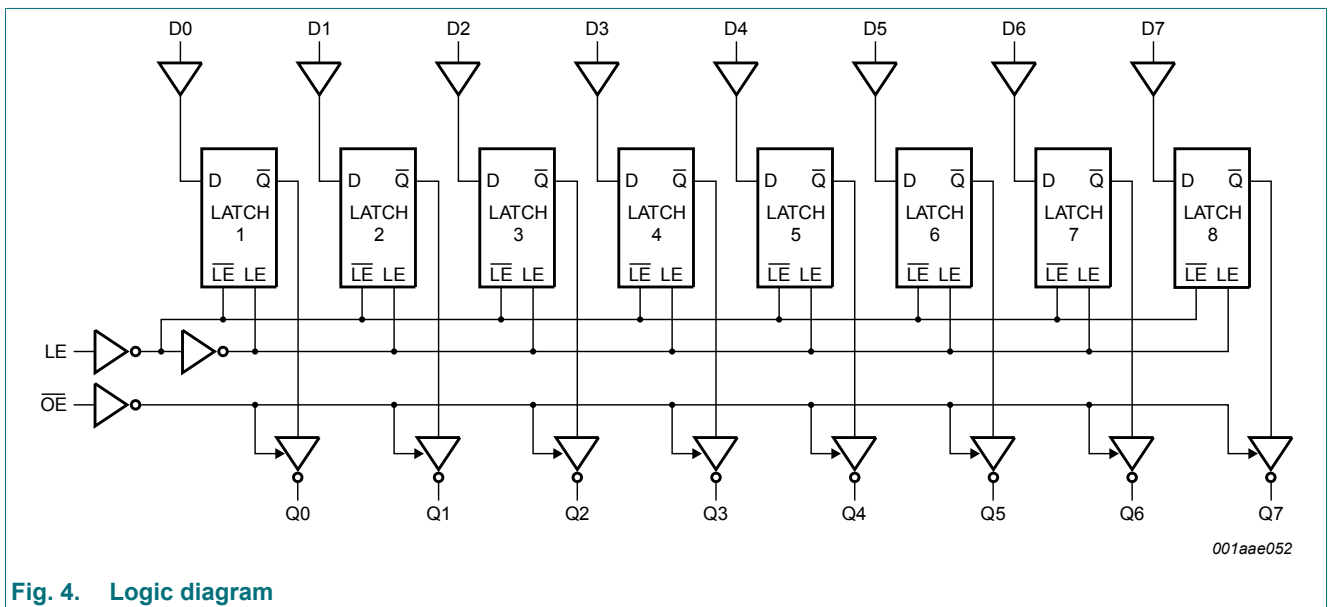 D0 D1 D2 D3 D4 D5 D6 D7
D Q̅ D Q̅ D Q̅ D Q̅ D Q̅ D Q̅ D Q̅ D Q̅
LATCH LATCH LATCH LATCH LATCH LATCH LATCH LATCH
1 2 3 4 5 6 7 8
L̅E̅ LE L̅E̅ LE L̅E̅ LE L̅E̅ LE L̅E̅ LE L̅E̅ LE L̅E̅ LE L̅E̅ LE
LE
O̅E̅
Q0 Q1 Q2 Q3 Q4 Q5 Q6 Q7
001aae052
Fig. 4. Logic diagram